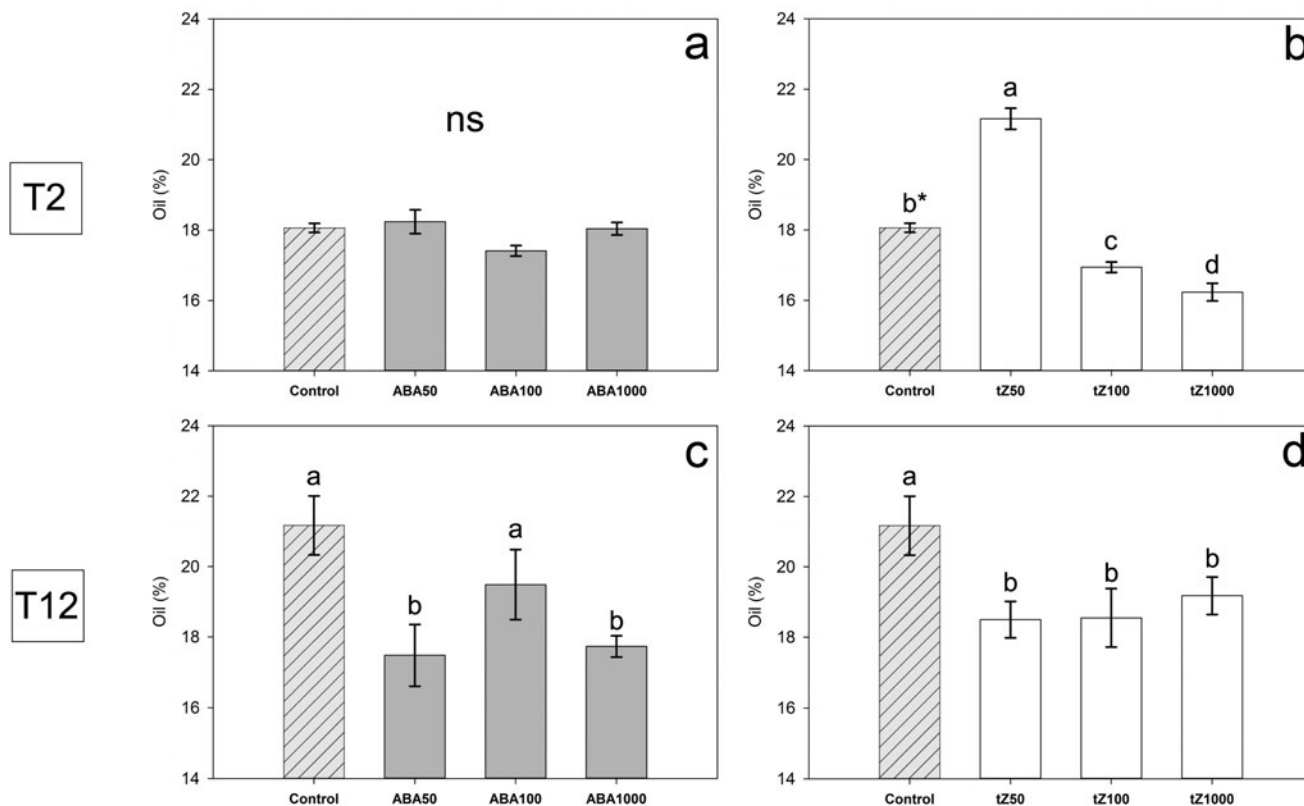 T2
a
24
22
20
18
16
14
Oil (%)
ns
Control ABA50 ABA100 ABA1000
b
24
22
20
18
16
14
Oil (%)
b*
a
c
d
Control tZ50 tZ100 tZ1000
T12
c
24
22
20
18
16
14
Oil (%)
a
b
a
b
Control ABA50 ABA100 ABA1000
d
24
22
20
18
16
14
Oil (%)
a
b
b
b
Control tZ50 tZ100 tZ1000